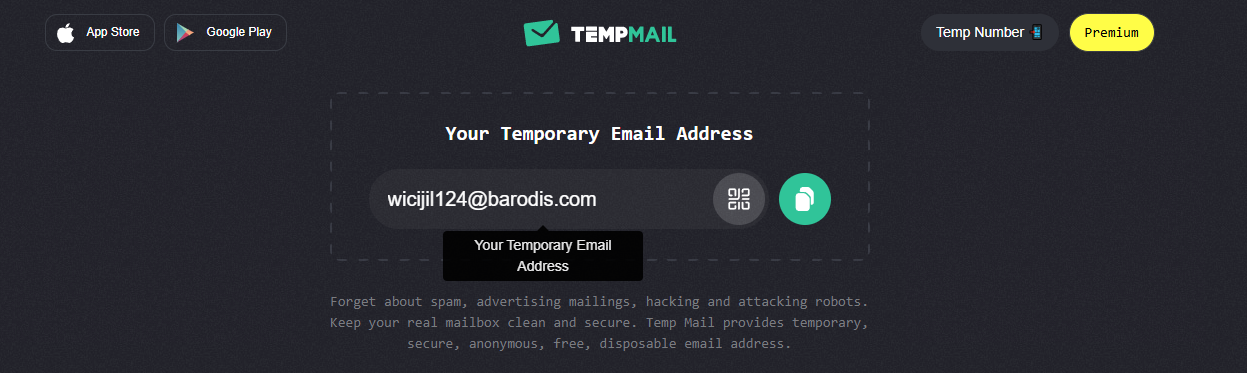 App Store
Google Play
TEMPMAIL
Temp Number
Premium
Your Temporary Email Address
wicijil124@barodis.com
Your Temporary Email
Address
Forget about spam, advertising mailings, hacking and attacking robots.
Keep your real mailbox clean and secure. Temp Mail provides temporary,
secure, anonymous, free, disposable email address.